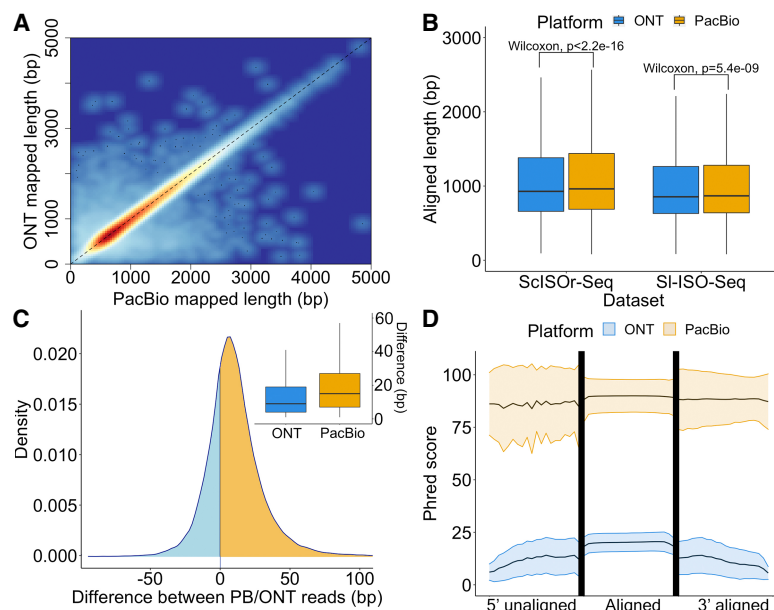 A
5000
3000
1000
0
ONT mapped length (bp)
0 1000 2000 3000 4000 5000
PacBio mapped length (bp)
B
Platform ONT PacBio
3000
2000
1000
0
Aligned length (bp)
Wilcoxon, p<2.2e-16
Wilcoxon, p=5.4e-09
ScISOr-Seq SI-ISO-Seq
Dataset
C
0.020
0.015
0.010
0.005
0.000
Density
-50 0 50 100
Difference between PB/ONT reads (bp)
60
40
20
0
Difference (bp)
ONT PacBio
D
Platform ONT PacBio
100
75
50
25
0
Phred score
5' unaligned Aligned 3' aligned